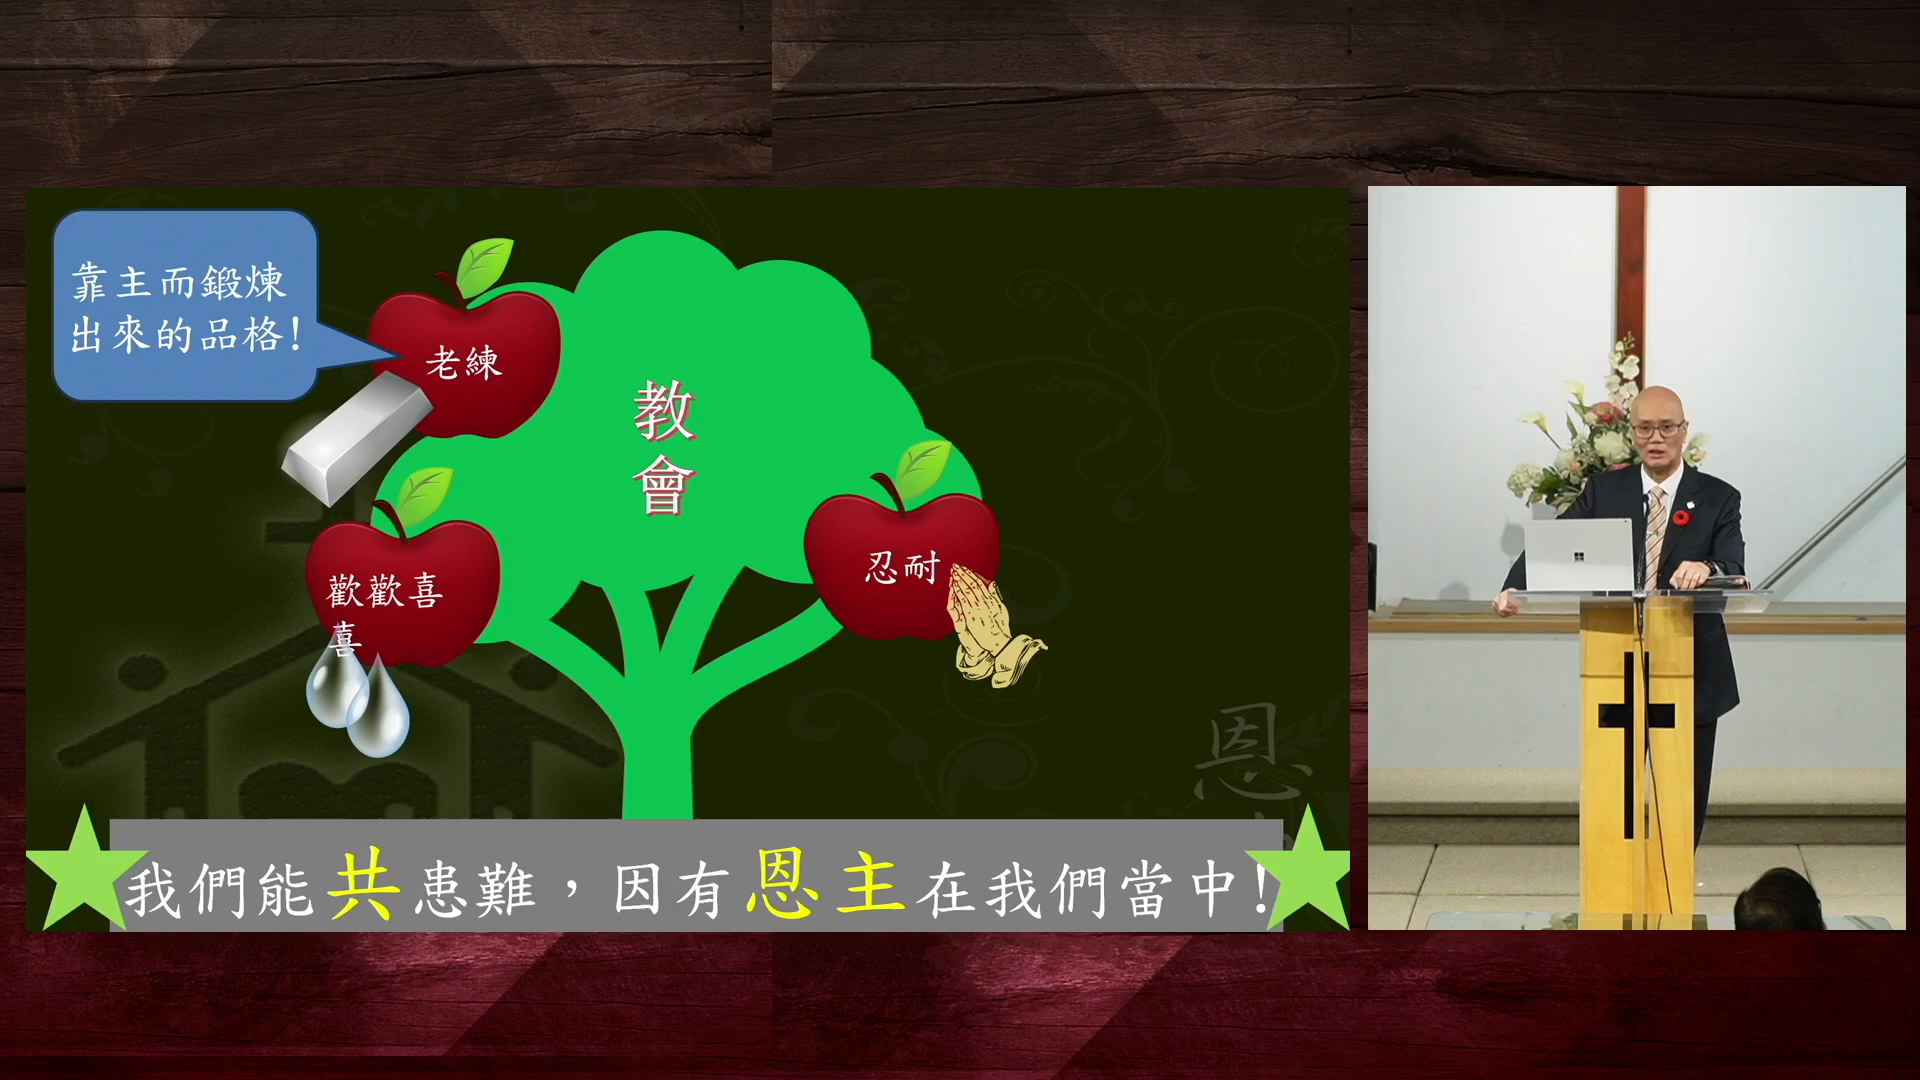 靠主而鍛煉
出來的品格!
老練
教
會
忍耐
歡歡喜
喜
恩
我們能共患難，因有恩主在我們當中!